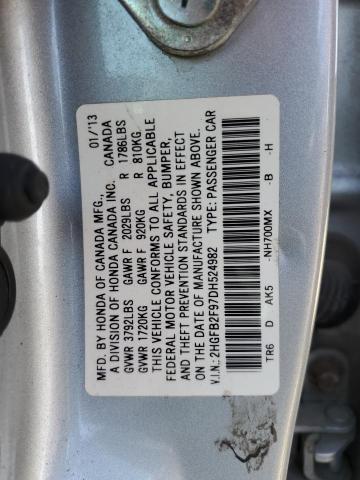 MFD. BY HONDA OF CANADA MFG., 01/13
A DIVISION OF HONDA CANADA INC. CANADA
GVWR 3792LBS GAWR F 2029LBS R 1786LBS
GVWR 1720KG GAWR F 920KG R 810KG
THIS VEHICLE CONFORMS TO ALL APPLICABLE
FEDERAL MOTOR VEHICLE SAFETY, BUMPER,
AND THEFT PREVENTION STANDARDS IN EFFECT
ON THE DATE OF MANUFACTURE SHOWN ABOVE.
V.I.N.: 2HGFB2F97DH524982 TYPE: PASSENGER CAR
TR6 D AK5 -NH700MX -B -H